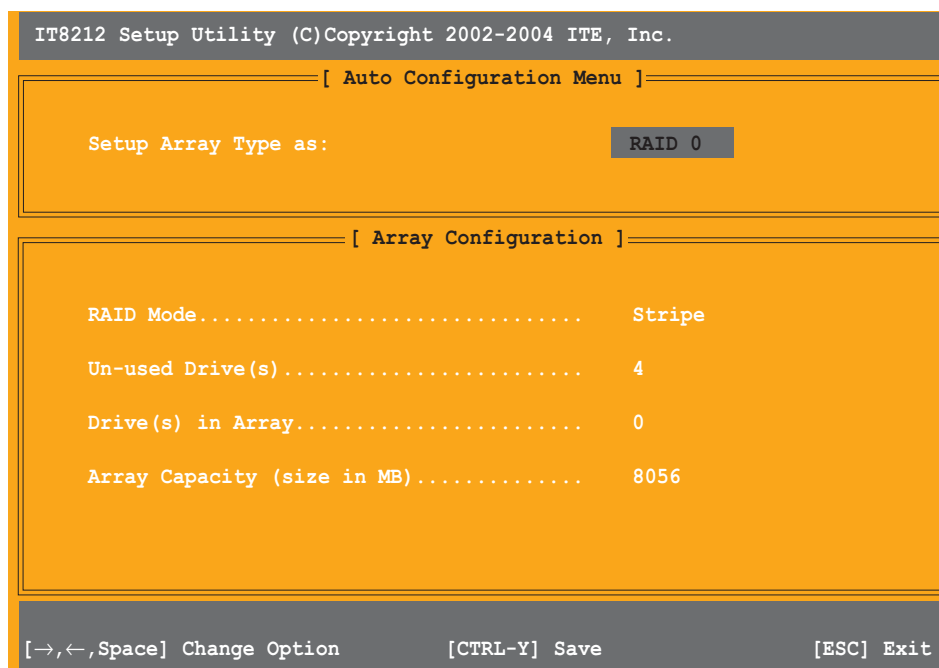 IT8212 Setup Utility (C)Copyright 2002-2004 ITE, Inc.
[ Auto Configuration Menu ]
Setup Array Type as: RAID 0
[ Array Configuration ]
RAID Mode................................ Stripe
Un-used Drive(s)......................... 4
Drive(s) in Array........................ 0
Array Capacity (size in MB).............. 8056
[→,←,Space] Change Option [CTRL-Y] Save [ESC] Exit